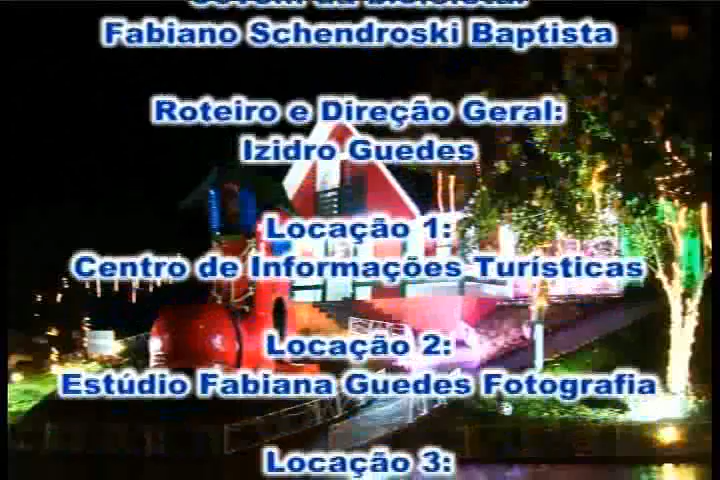 Fabiano Schendroski Baptista
Roteiro e Direção Geral:
Izidro Guedes
Locação 1:
Centro de Informações Turísticas
Locação 2:
Estúdio Fabiana Guedes Fotografia
Locação 3: